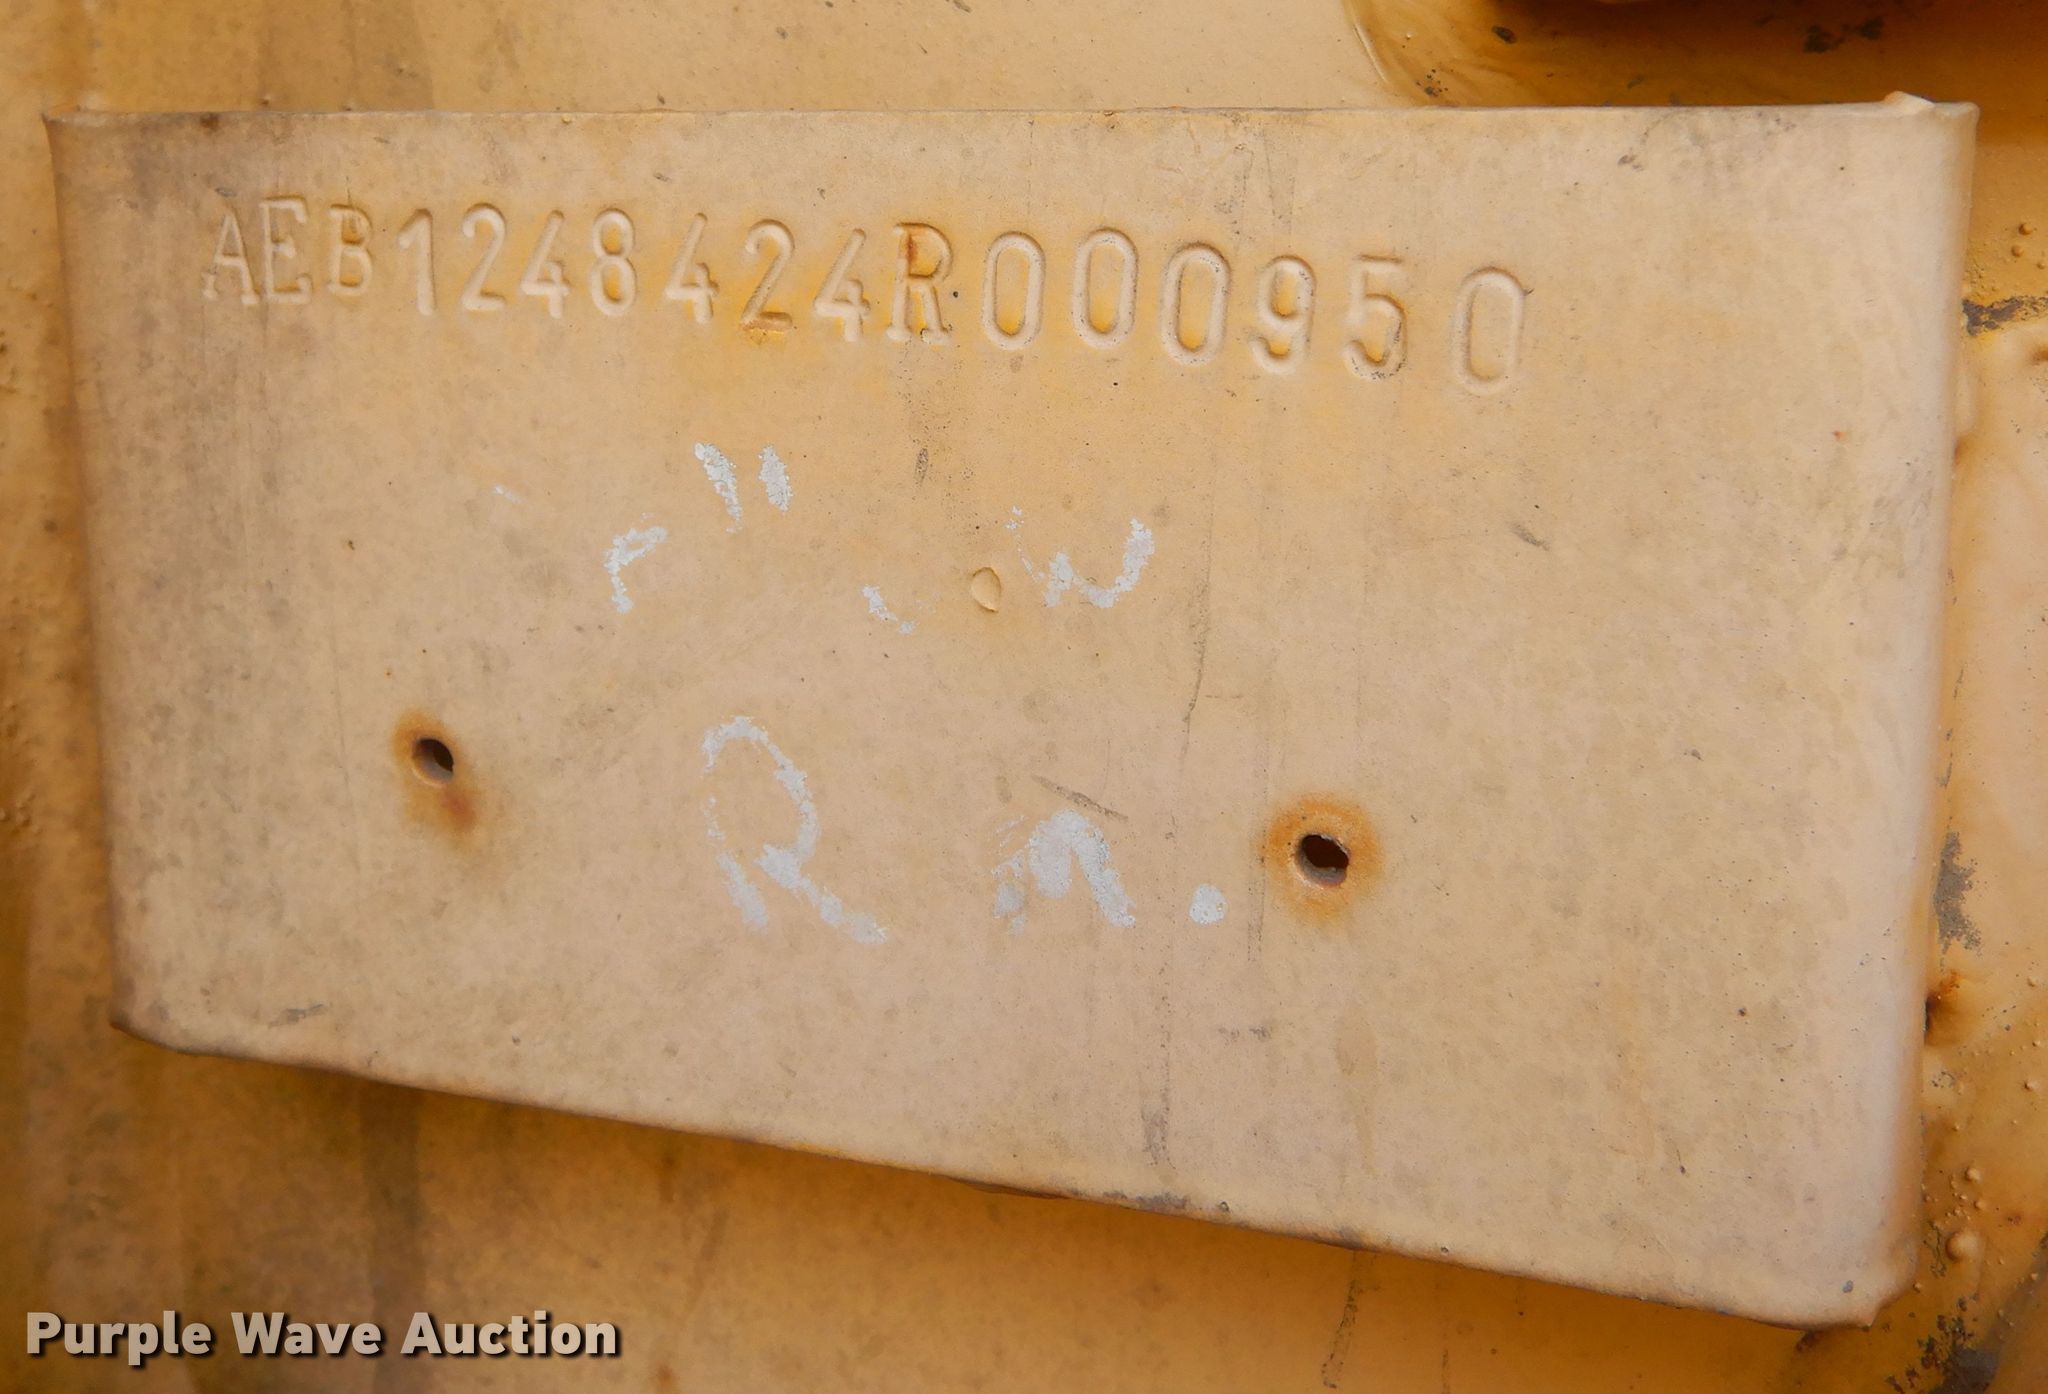 AEB1248424R000950
R n.
Purple Wave Auction